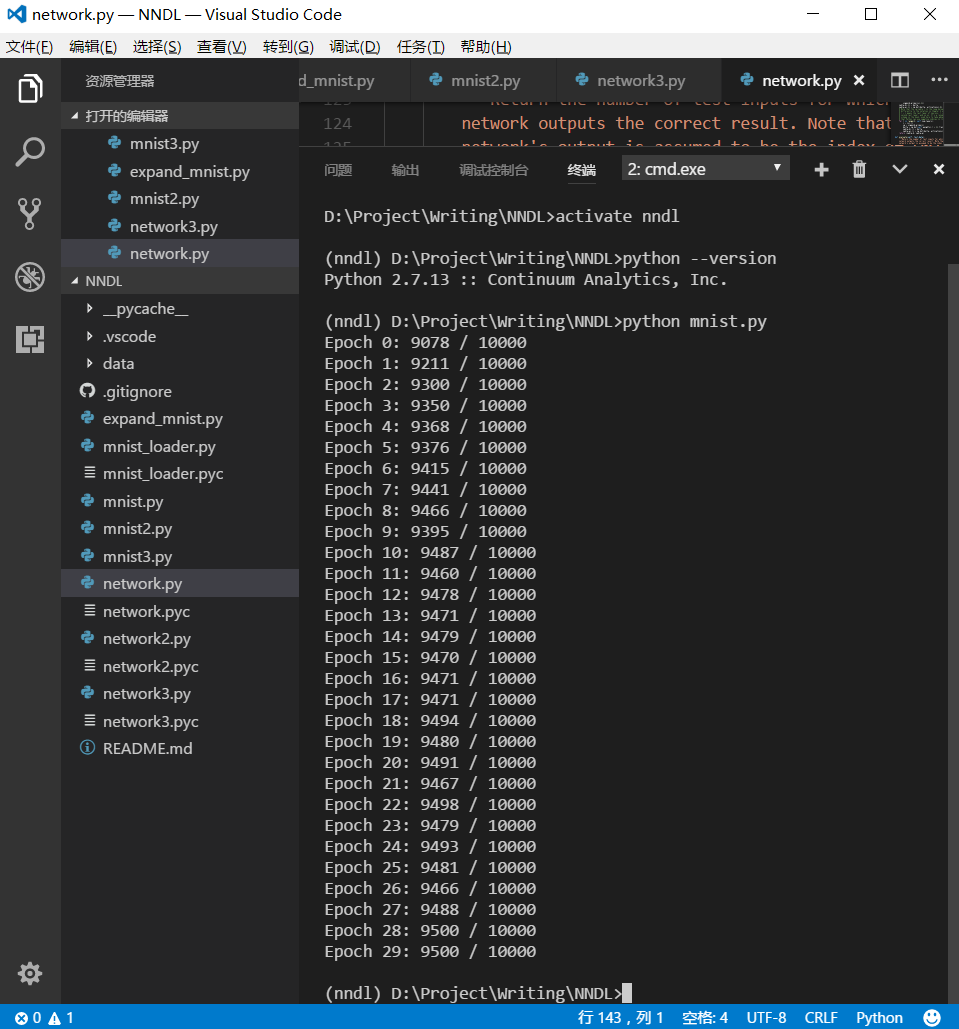 network.py — NNDL — Visual Studio Code
文件(F) 编辑(E) 选择(S) 查看(V) 转到(G) 调试(D) 任务(T) 帮助(H)
资源管理器
打开的编辑器
mnist3.py
expand_mnist.py
mnist2.py
network3.py
network.py
NNDL
__pycache__
.vscode
data
.gitignore
expand_mnist.py
mnist_loader.py
mnist_loader.pyc
mnist.py
mnist2.py
mnist3.py
network.py
network.pyc
network2.py
network2.pyc
network3.py
network3.pyc
README.md
d_mnist.py mnist2.py network3.py network.py
124 network outputs the correct result. Note that
问题 输出 调试控制台 终端 2: cmd.exe
D:\Project\Writing\NNDL>activate nndl
(nndl) D:\Project\Writing\NNDL>python --version
Python 2.7.13 :: Continuum Analytics, Inc.
(nndl) D:\Project\Writing\NNDL>python mnist.py
Epoch 0: 9078 / 10000
Epoch 1: 9211 / 10000
Epoch 2: 9300 / 10000
Epoch 3: 9350 / 10000
Epoch 4: 9368 / 10000
Epoch 5: 9376 / 10000
Epoch 6: 9415 / 10000
Epoch 7: 9441 / 10000
Epoch 8: 9466 / 10000
Epoch 9: 9395 / 10000
Epoch 10: 9487 / 10000
Epoch 11: 9460 / 10000
Epoch 12: 9478 / 10000
Epoch 13: 9471 / 10000
Epoch 14: 9479 / 10000
Epoch 15: 9470 / 10000
Epoch 16: 9471 / 10000
Epoch 17: 9471 / 10000
Epoch 18: 9494 / 10000
Epoch 19: 9480 / 10000
Epoch 20: 9491 / 10000
Epoch 21: 9467 / 10000
Epoch 22: 9498 / 10000
Epoch 23: 9479 / 10000
Epoch 24: 9493 / 10000
Epoch 25: 9481 / 10000
Epoch 26: 9466 / 10000
Epoch 27: 9488 / 10000
Epoch 28: 9500 / 10000
Epoch 29: 9500 / 10000
(nndl) D:\Project\Writing\NNDL>
0 1 行 143，列 1 空格: 4 UTF-8 CRLF Python